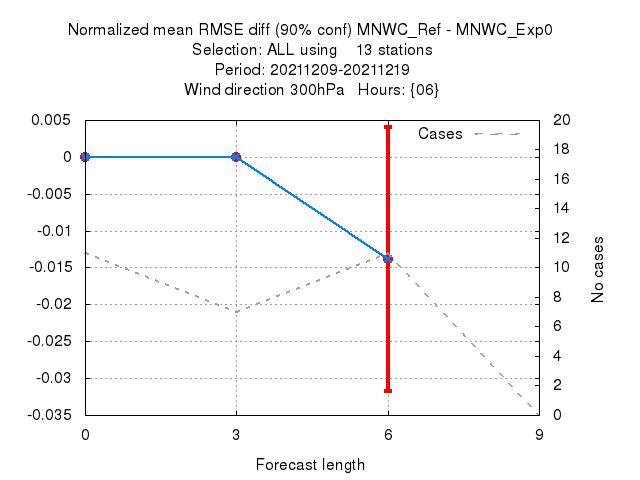 Normalized mean RMSE diff (90% conf) MNWC_Ref - MNWC_Exp0
Selection: ALL using    13 stations
Period: 20211209-20211219
Wind direction 300hPa   Hours: {06}
0.005
0
-0.005
-0.01
-0.015
-0.02
-0.025
-0.03
-0.035
Cases
20
18
16
14
12
10
8
6
4
2
0
No cases
0 3 6 9
Forecast length